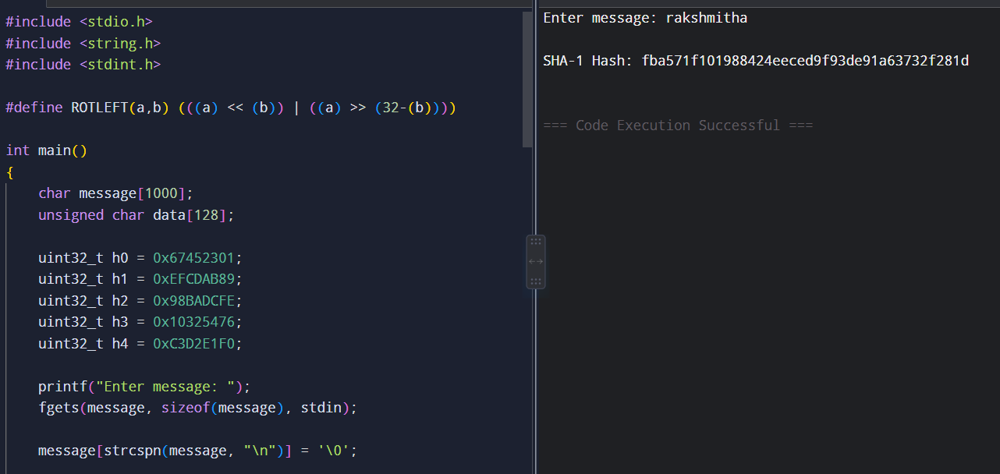 #include <stdio.h>
#include <string.h>
#include <stdint.h>
#define ROTLEFT(a,b) (((a) << (b)) | ((a) >> (32-(b))))
int main()
{
char message[1000];
unsigned char data[128];
uint32_t h0 = 0x67452301;
uint32_t h1 = 0xEFCDAB89;
uint32_t h2 = 0x98BADCFE;
uint32_t h3 = 0x10325476;
uint32_t h4 = 0xC3D2E1F0;
printf("Enter message: ");
fgets(message, sizeof(message), stdin);
message[strcspn(message, "\n")] = '\0';
Enter message: rakshmitha
SHA-1 Hash: fba571f101988424eeced9f93de91a63732f281d
=== Code Execution Successful ===